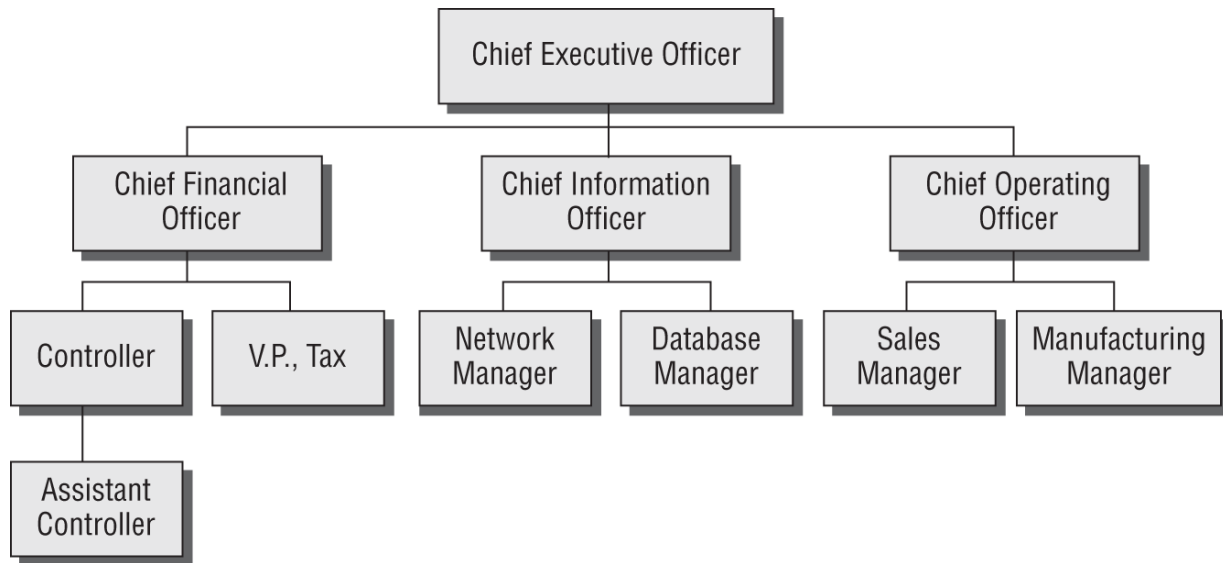 Chief Executive Officer
Chief Financial
Officer
Chief Information
Officer
Chief Operating
Officer
Controller
V.P., Tax
Network
Manager
Database
Manager
Sales
Manager
Manufacturing
Manager
Assistant
Controller